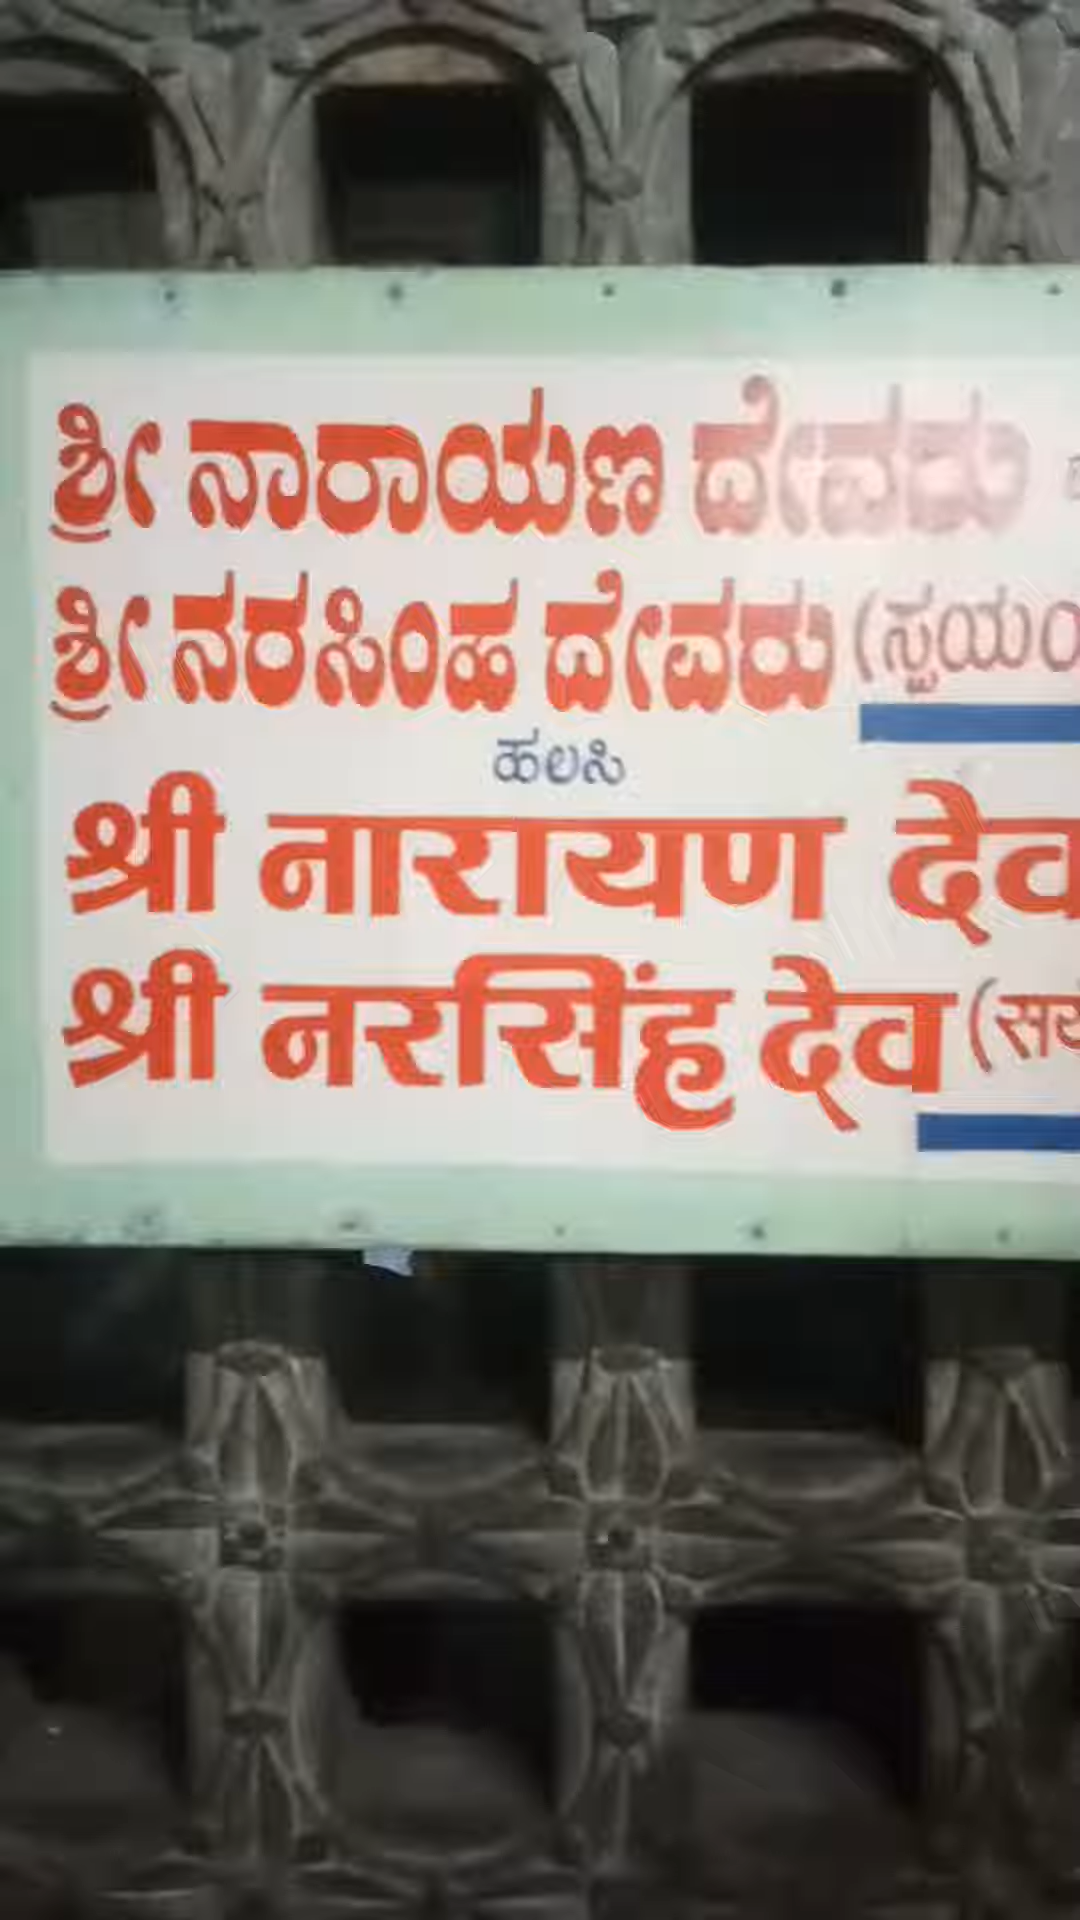 ಶ್ರೀ ನಾರಾಯಣ ದೇವರು
ಶ್ರೀ ನರಸಿಂಹ ದೇವರು (ಸ್ವಯಂ
ಹಲಸಿ
श्री नारायण देव
श्री नरसिंह देव